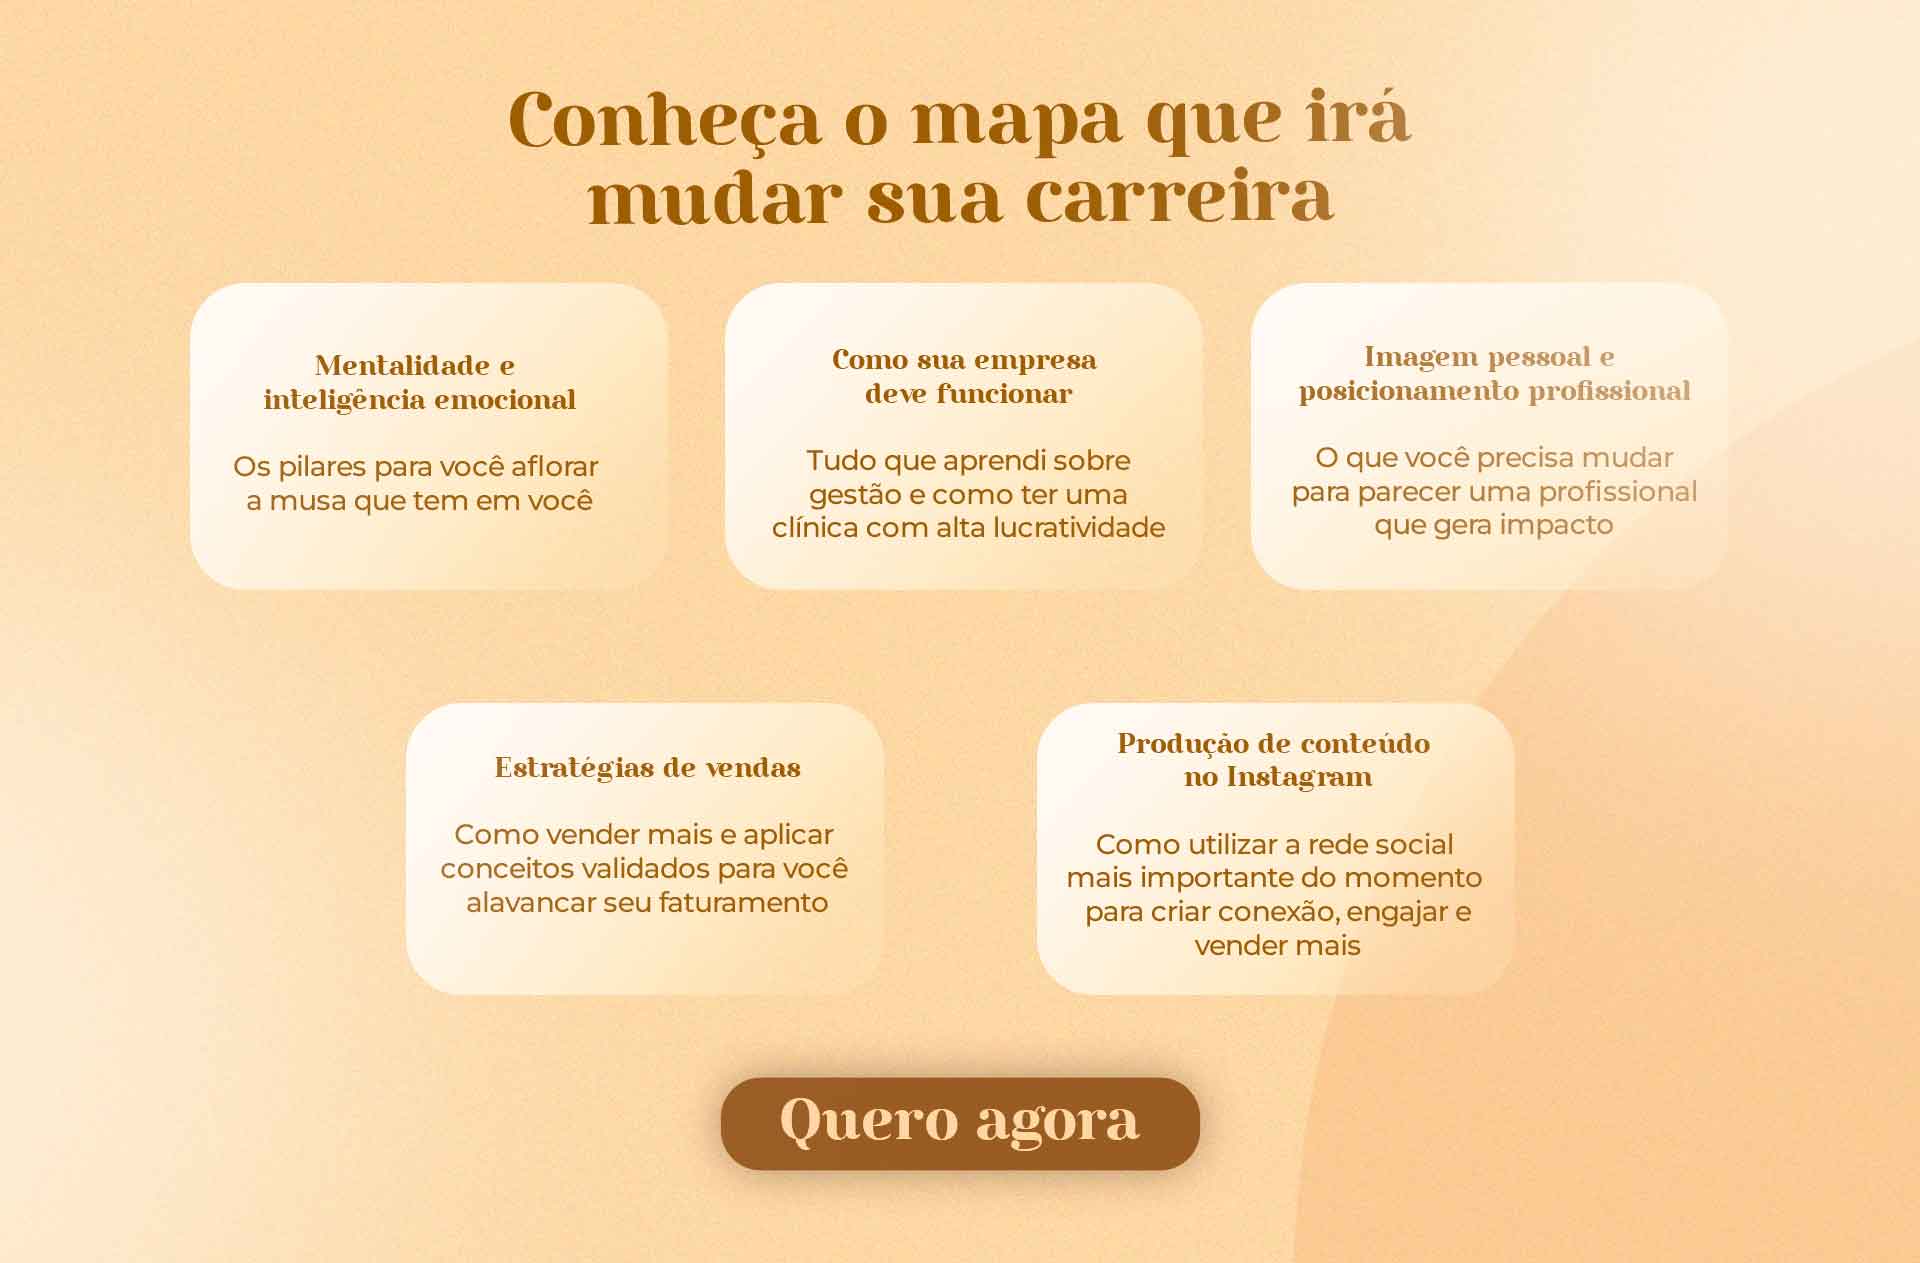 Conheça o mapa que irá
mudar sua carreira
Mentalidade e
inteligência emocional
Os pilares para você aflorar
a musa que tem em você
Como sua empresa
deve funcionar
Tudo que aprendi sobre
gestão e como ter uma
clínica com alta lucratividade
Imagem pessoal e
posicionamento profissional
O que você precisa mudar
para parecer uma profissional
que gera impacto
Estratégias de vendas
Como vender mais e aplicar
conceitos validados para você
alavancar seu faturamento
Produção de conteúdo
no Instagram
Como utilizar a rede social
mais importante do momento
para criar conexão, engajar e
vender mais
Quero agora